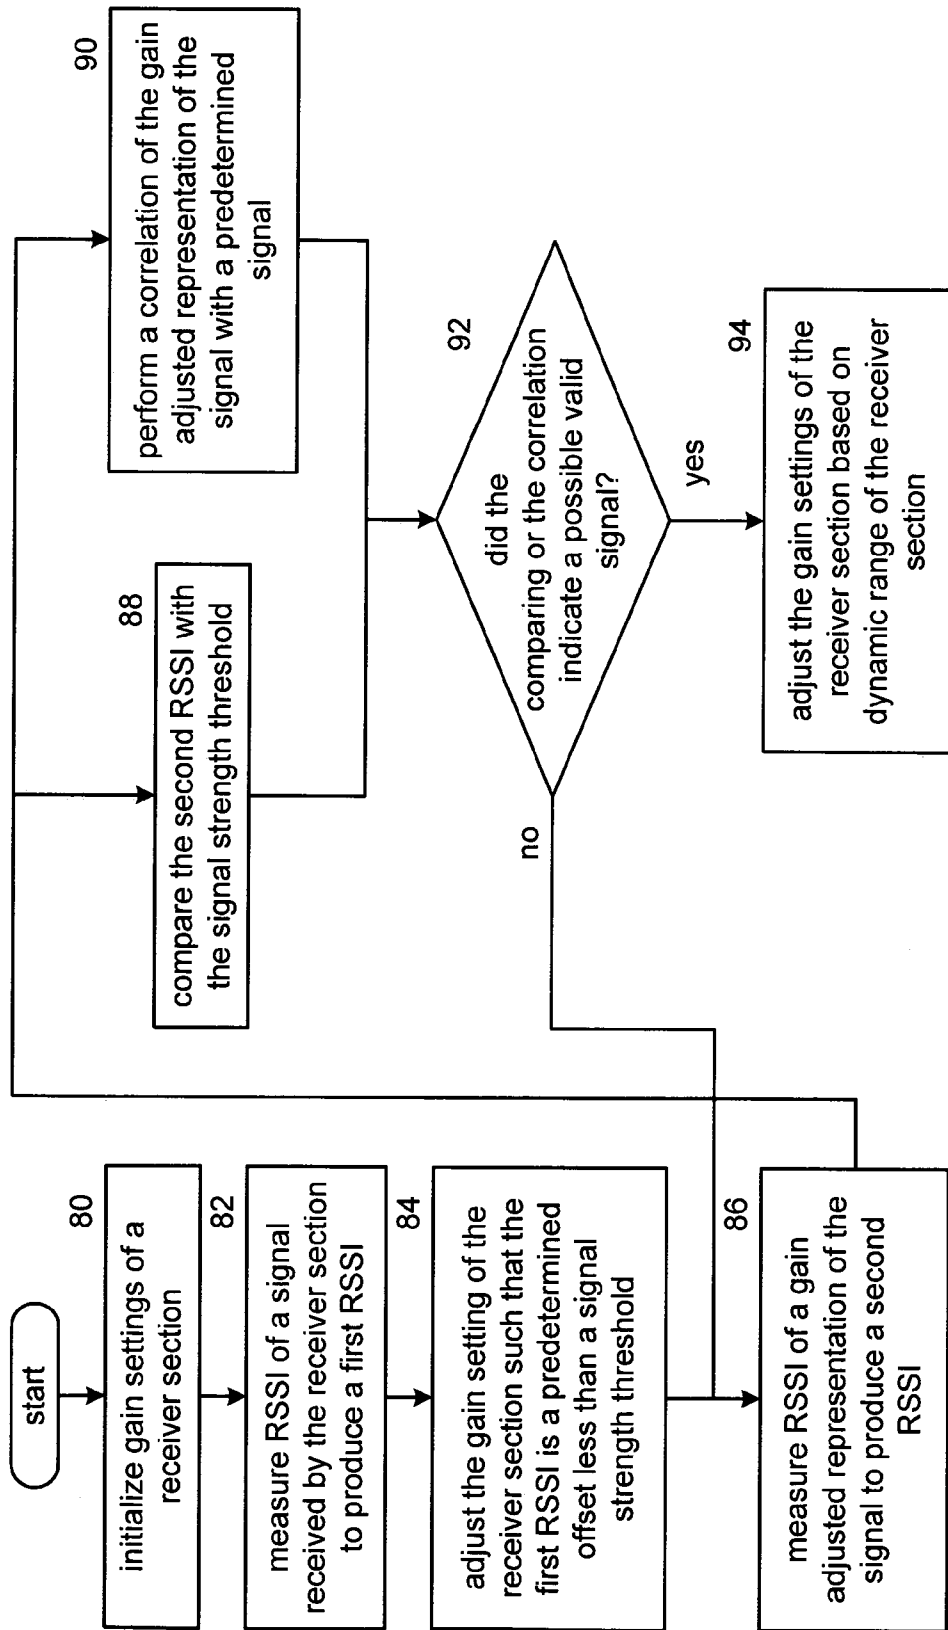 start
80
initialize gain settings of a
receiver section
82
measure RSSI of a signal
received by the receiver section
to produce a first RSSI
84
adjust the gain setting of the
receiver section such that the
first RSSI is a predetermined
offset less than a signal
strength threshold
86
measure RSSI of a gain
adjusted representation of the
signal to produce a second
RSSI
88
compare the second RSSI with
the signal strength threshold
90
perform a correlation of the gain
adjusted representation of the
signal with a predetermined
signal
92
did the
comparing or the correlation
indicate a possible valid
signal?
no
yes
94
adjust the gain settings of the
receiver section based on
dynamic range of the receiver
section